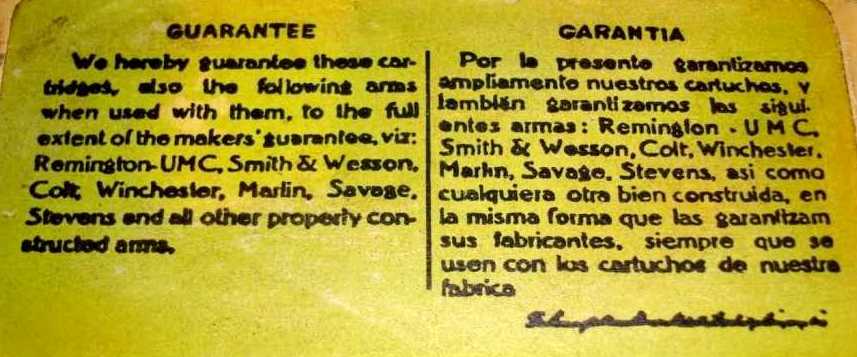 GUARANTEE
We hereby guarantee these car-
tridges, also the following arms
when used with them, to the full
extent of the makers' guarantee, viz:
Remington-UMC, Smith & Wesson,
Colt, Winchester, Marlin, Savage,
Stevens and all other properly con-
structed arms.
GARANTIA
Por la presente garantizamos
ampliamente nuestros cartuchos, y
también garantizamos las sigui-
entes armas: Remington - U M C,
Smith & Wesson, Colt, Winchester,
Marlin, Savage, Stevens, asi como
cualquiera otra bien construida, en
la misma forma que las garantizam
sus fabricantes, siempre que se
usen con los cartuchos de nuestra
fabrica